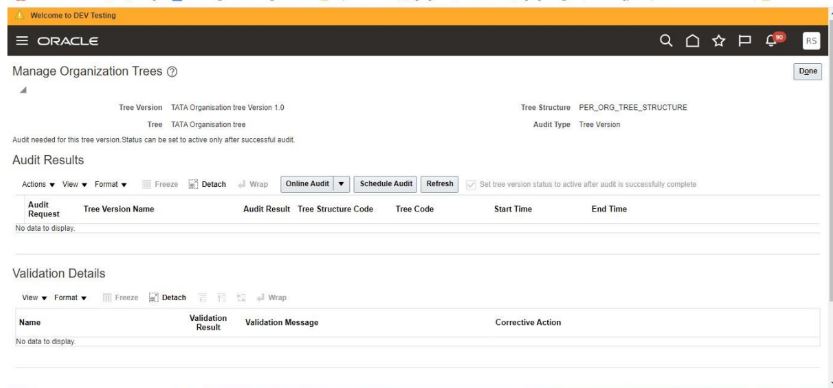 Welcome to DEV Testing
ORACLE
90
RS
Manage Organization Trees
Done
Tree Version TATA Organisation tree Version 1.0 Tree Structure PER_ORG_TREE_STRUCTURE
Tree TATA Organisation tree Audit Type Tree Version
Audit needed for this tree version.Status can be set to active only after successful audit.
Audit Results
Actions View Format Freeze Detach Wrap Online Audit Schedule Audit Refresh Set tree version status to active after audit is successfully complete
Audit Request Tree Version Name Audit Result Tree Structure Code Tree Code Start Time End Time
No data to display.
Validation Details
View Format Freeze Detach Wrap
Name Validation Result Validation Message Corrective Action
No data to display.